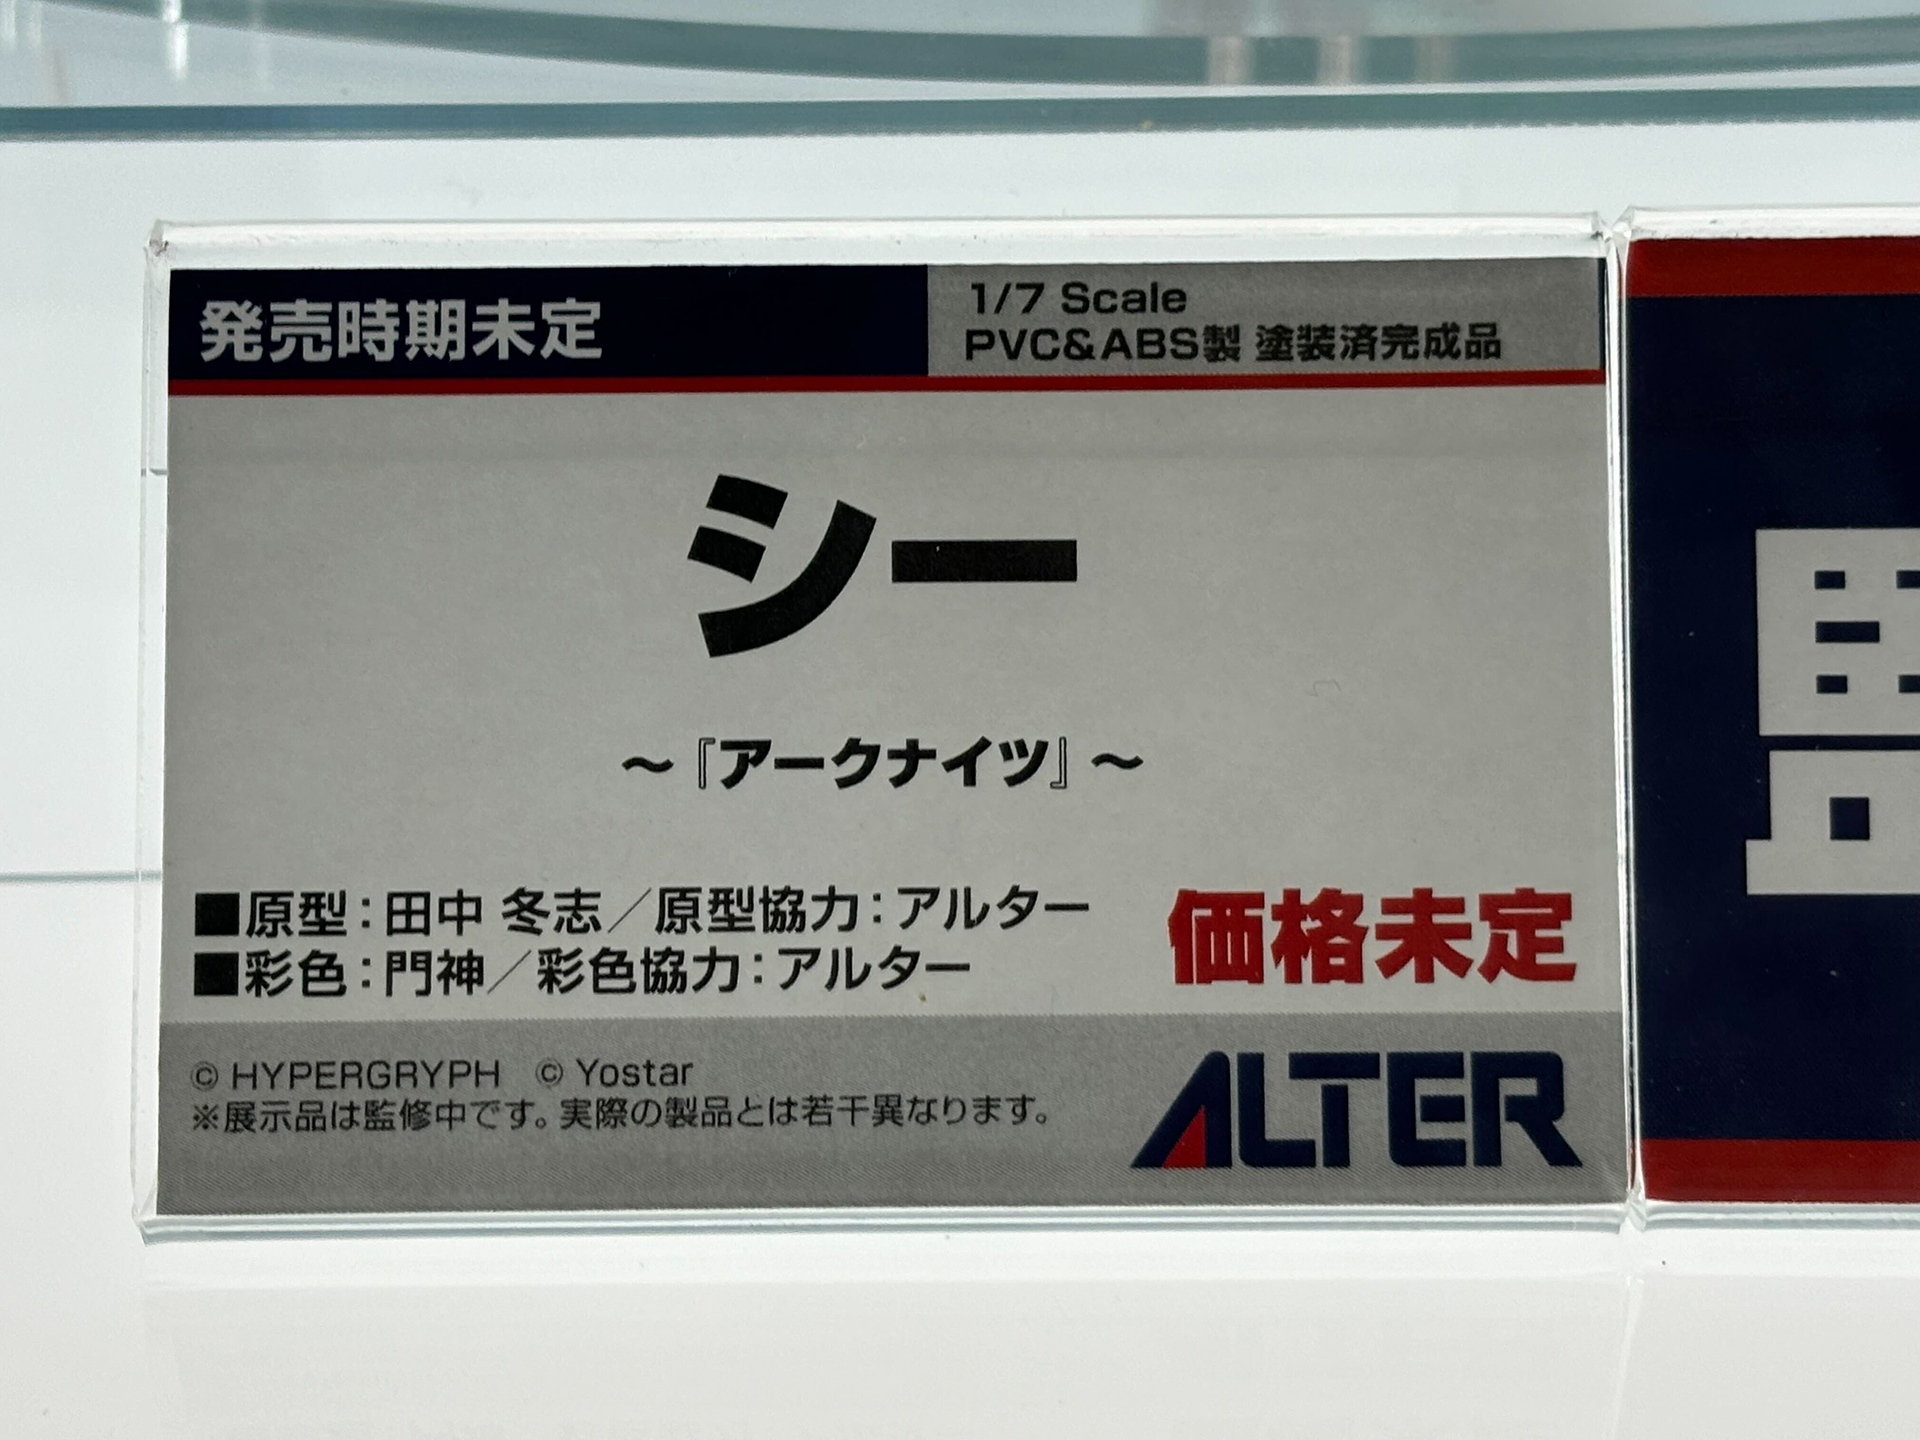 発売時期未定
1/7 Scale
PVC&ABS製 塗装済完成品
シー
～『アークナイツ』～
■原型：田中 冬志／原型協力：アルター
■彩色：門神／彩色協力：アルター
価格未定
© HYPERGRYPH © Yostar
※展示品は監修中です。実際の製品とは若干異なります。
ALTER